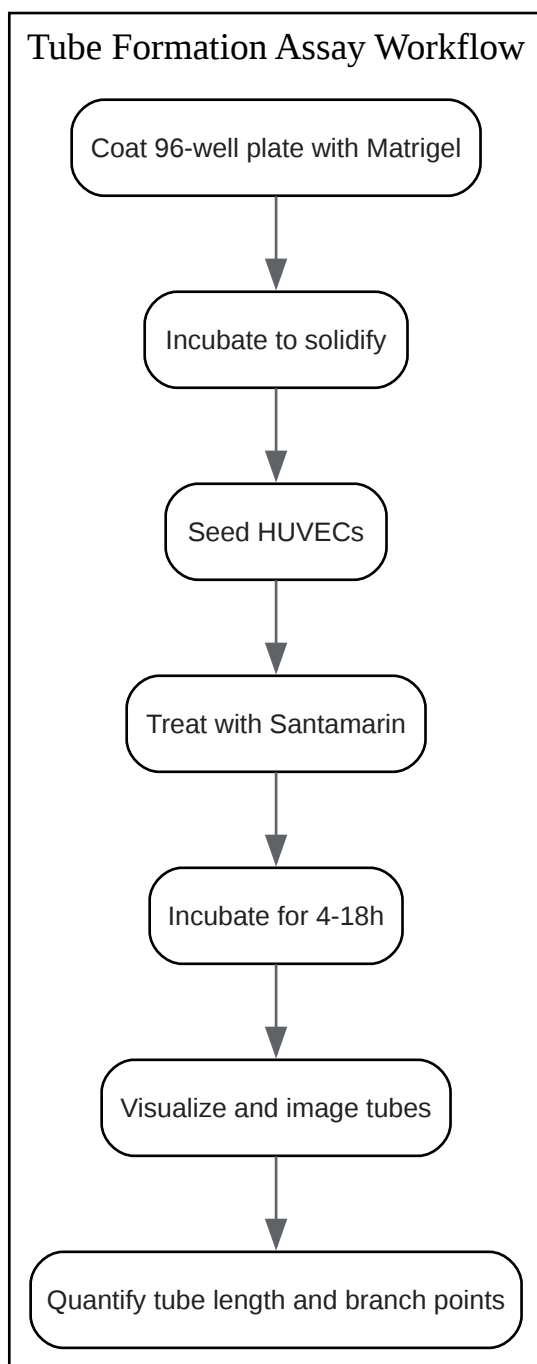 Tube Formation Assay Workflow
Coat 96-well plate with Matrigel
Incubate to solidify
Seed HUVECs
Treat with Santamarin
Incubate for 4-18h
Visualize and image tubes
Quantify tube length and branch points